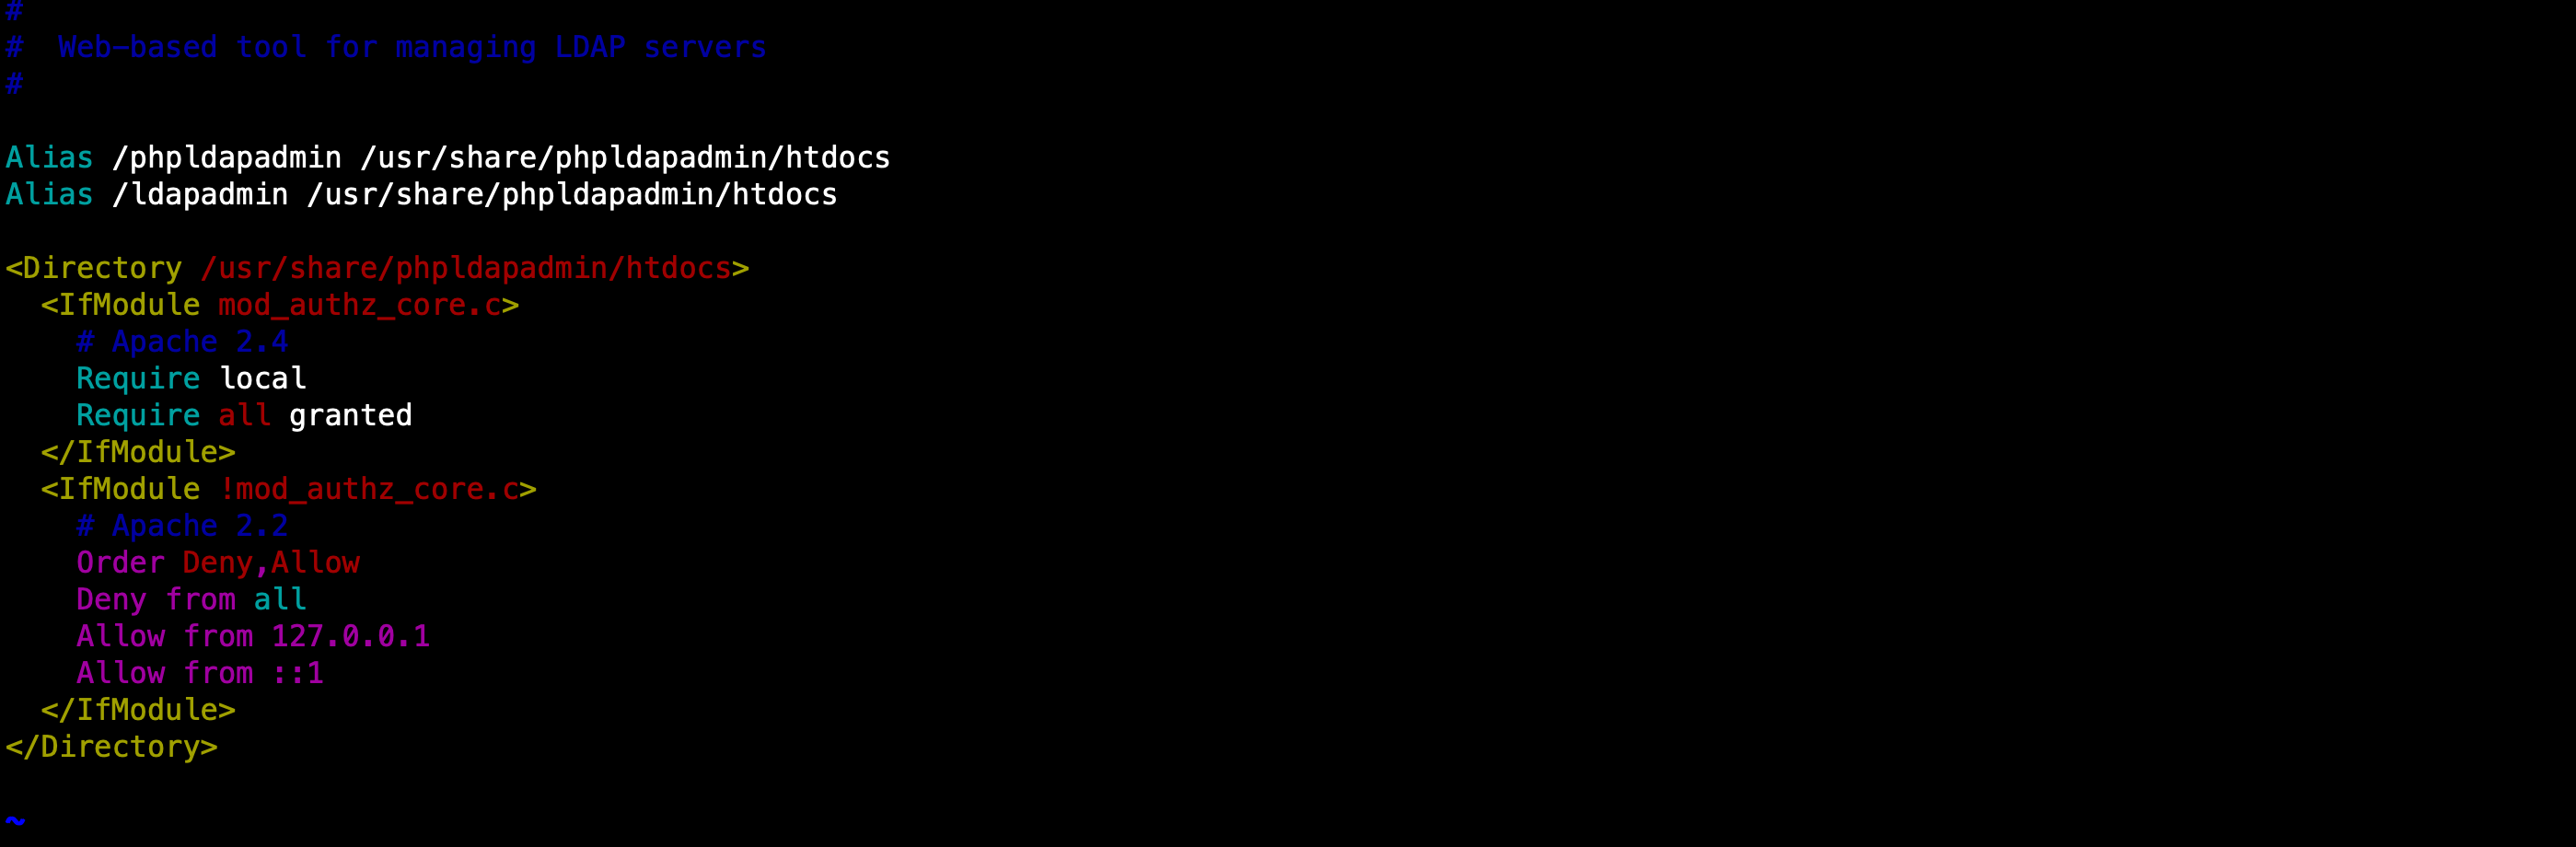 #
#  Web-based tool for managing LDAP servers
#
Alias /phpldapadmin /usr/share/phpldapadmin/htdocs
Alias /ldapadmin /usr/share/phpldapadmin/htdocs
<Directory /usr/share/phpldapadmin/htdocs>
  <IfModule mod_authz_core.c>
    # Apache 2.4
    Require local
    Require all granted
  </IfModule>
  <IfModule !mod_authz_core.c>
    # Apache 2.2
    Order Deny,Allow
    Deny from all
    Allow from 127.0.0.1
    Allow from ::1
  </IfModule>
</Directory>
~